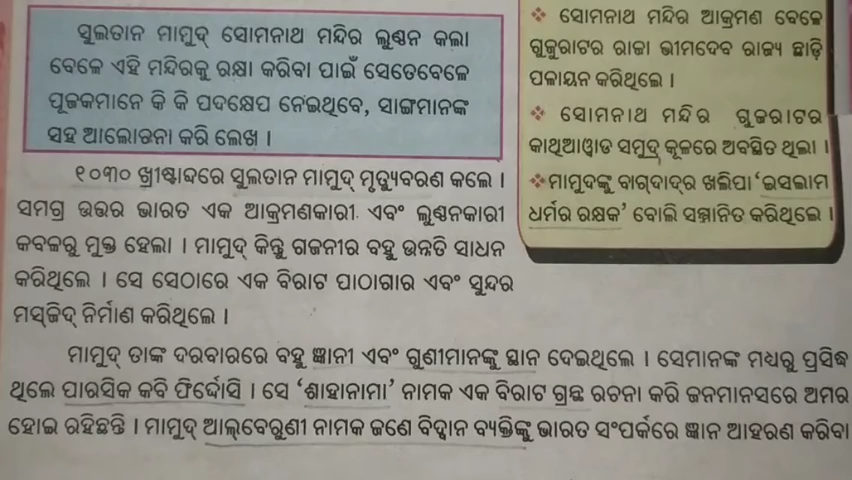 ସୁଲତାନ ମାମୁଦ୍ ସୋମନାଥ ମନ୍ଦିର ଲୁଣ୍ଠନ କଲା
ବେଳେ ଏହି ମନ୍ଦିରକୁ ରକ୍ଷା କରିବା ପାଇଁ ସେତେବେଳେ
ପୂଜକମାନେ କି କି ପଦକ୍ଷେପ ନେଇଥିବେ, ସାଙ୍ଗମାନଙ୍କ
ସହ ଆଲୋଚନା କରି ଲେଖ ।
❖ ସୋମନାଥ ମନ୍ଦିର ଆକ୍ରମଣ ବେଳେ
ଗୁଜୁରାଟର ରାଜା ଭୀମଦେବ ରାଜ୍ୟ ଛାଡ଼ି
ପଳାୟନ କରିଥିଲେ ।
❖ ସୋମନାଥ ମନ୍ଦିର ଗୁଜରାଟର
କାଥିଆୱାଡ ସମୁଦ୍ର କୂଳରେ ଅବସ୍ଥିତ ଥିଲା ।
❖ ମାମୁଦଙ୍କୁ ବାଗ୍‌ଦାଦ୍‌ର ଖଲିପା ‘ଇସଲାମ
ଧର୍ମର ରକ୍ଷକ’ ବୋଲି ସମ୍ମାନିତ କରିଥିଲେ ।
୧୦୩୦ ଖ୍ରୀଷ୍ଟାବ୍ଦରେ ସୁଲତାନ ମାମୁଦ୍ ମୃତ୍ୟୁବରଣ କଲେ ।
ସମଗ୍ର ଉତ୍ତର ଭାରତ ଏକ ଆକ୍ରମଣକାରୀ ଏବଂ ଲୁଣ୍ଠନକାରୀ
କବଳରୁ ମୁକ୍ତ ହେଲା । ମାମୁଦ୍ କିନ୍ତୁ ଗଜନୀର ବହୁ ଉନ୍ନତି ସାଧନ
କରିଥିଲେ । ସେ ସେଠାରେ ଏକ ବିରାଟ ପାଠାଗାର ଏବଂ ସୁନ୍ଦର
ମସ୍‌ଜିଦ୍ ନିର୍ମାଣ କରିଥିଲେ ।
ମାମୁଦ୍ ତାଙ୍କ ଦରବାରରେ ବହୁ ଜ୍ଞାନୀ ଏବଂ ଗୁଣୀମାନଙ୍କୁ ସ୍ଥାନ ଦେଇଥିଲେ । ସେମାନଙ୍କ ମଧ୍ୟରୁ ପ୍ରସିଦ୍ଧ
ଥିଲେ ପାରସିକ କବି ଫିର୍ଦ୍ଦୋସି । ସେ ‘ଶାହାନାମା’ ନାମକ ଏକ ବିରାଟ ଗ୍ରନ୍ଥ ରଚନା କରି ଜନମାନସରେ ଅମର
ହୋଇ ରହିଛନ୍ତି । ମାମୁଦ୍ ଆଲ୍‌ବେରୁଣୀ ନାମକ ଜଣେ ବିଦ୍ୱାନ ବ୍ୟକ୍ତିଙ୍କୁ ଭାରତ ସଂପର୍କରେ ଜ୍ଞାନ ଆହରଣ କରିବା